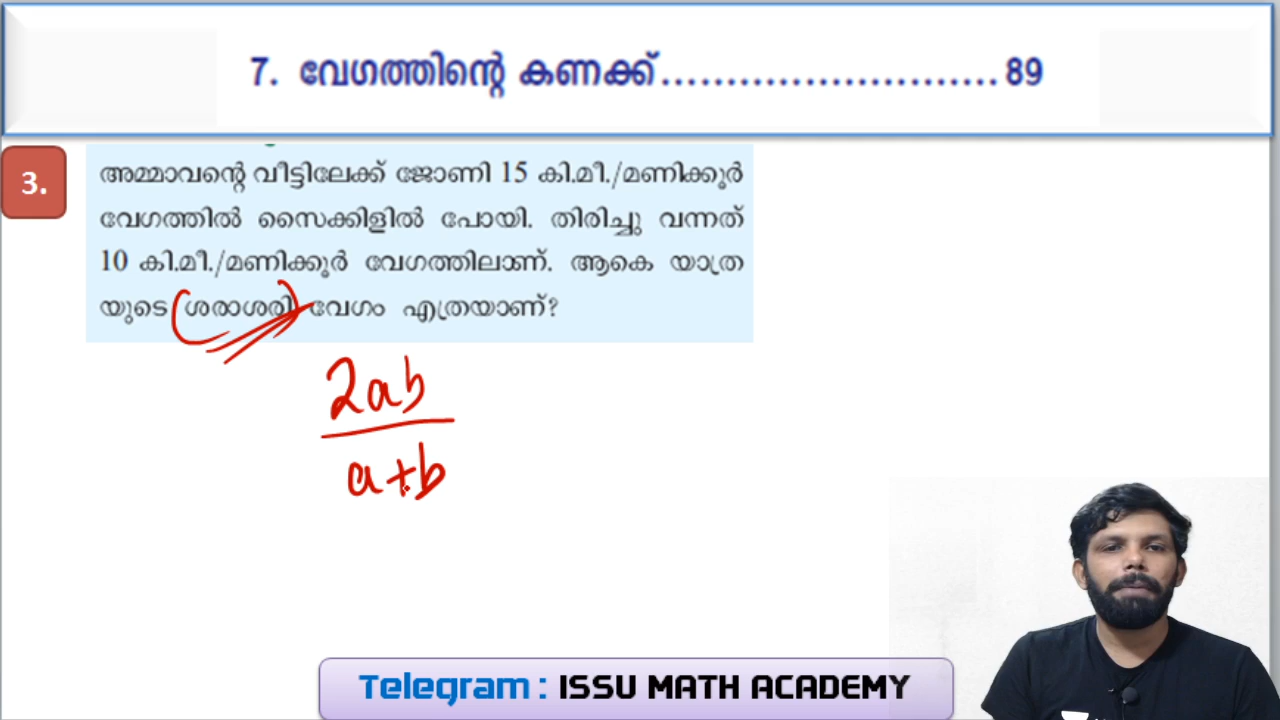 7. വേഗത്തിന്റെ കണക്ക്..........................89
3.
അമ്മാവന്റെ വീട്ടിലേക്ക് ജോണി 15 കി.മീ./മണിക്കൂർ
വേഗത്തിൽ സൈക്കിളിൽ പോയി. തിരിച്ചു വന്നത്
10 കി.മീ./മണിക്കൂർ വേഗത്തിലാണ്. ആകെ യാത്ര
യുടെ ശരാശരി വേഗം എത്രയാണ്?
2ab
a+b
Telegram : ISSU MATH ACADEMY